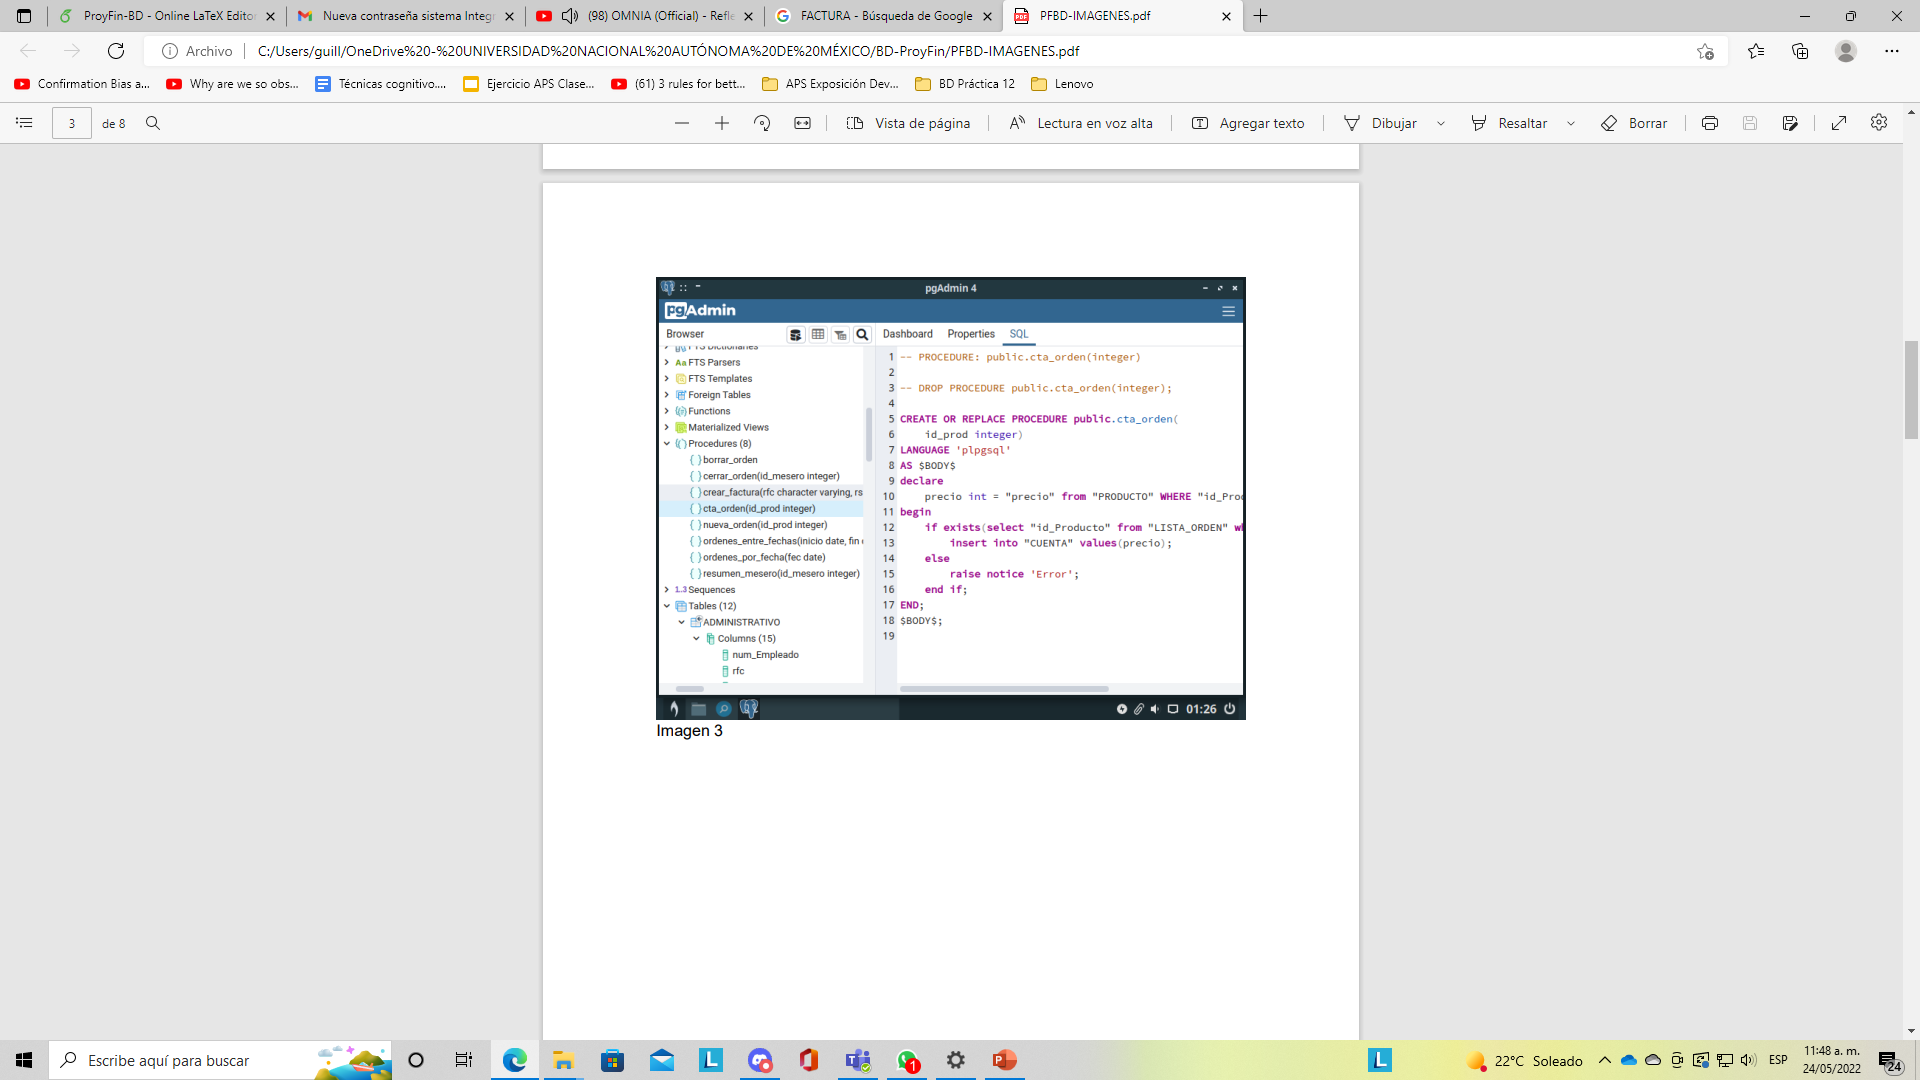 ProyFin-BD - Online LaTeX Editor
Nueva contraseña sistema Integ
(98) OMNIA (Official) - Refle
FACTURA - Búsqueda de Google
PFBD-IMAGENES.pdf
Archivo
C:/Users/guill/OneDrive%20-%20UNIVERSIDAD%20NACIONAL%20AUTÓNOMA%20DE%20MÉXICO/BD-ProyFin/PFBD-IMAGENES.pdf
Confirmation Bias a...
Why are we so obs...
Técnicas cognitivo....
Ejercicio APS Clase...
(61) 3 rules for bett...
APS Exposición Dev...
BD Práctica 12
Lenovo
3 de 8
Vista de página
Lectura en voz alta
Agregar texto
Dibujar
Resaltar
Borrar
pgAdmin 4
pgAdmin
Browser
Dashboard
Properties
SQL
FTS Dictionaries
FTS Parsers
FTS Templates
Foreign Tables
Functions
Materialized Views
Procedures (8)
borrar_orden
cerrar_orden(id_mesero integer)
crear_factura(rfc character varying, rs
cta_orden(id_prod integer)
nueva_orden(id_prod integer)
ordenes_entre_fechas(inicio date, fin
ordenes_por_fecha(fec date)
resumen_mesero(id_mesero integer)
1..3 Sequences
Tables (12)
ADMINISTRATIVO
Columns (15)
num_Empleado
rfc
1 -- PROCEDURE: public.cta_orden(integer)
2
3 -- DROP PROCEDURE public.cta_orden(integer);
4
5 CREATE OR REPLACE PROCEDURE public.cta_orden(
6 id_prod integer)
7 LANGUAGE 'plpgsql'
8 AS $BODY$
9 declare
10 precio int = "precio" from "PRODUCTO" WHERE "id_Prod
11 begin
12 if exists(select "id_Producto" from "LISTA_ORDEN" wh
13 insert into "CUENTA" values(precio);
14 else
15 raise notice 'Error';
16 end if;
17 END;
18 $BODY$;
19
01:26
Imagen 3
Escribe aquí para buscar
1
22°C Soleado
ESP
11:48 a. m.
24/05/2022
24